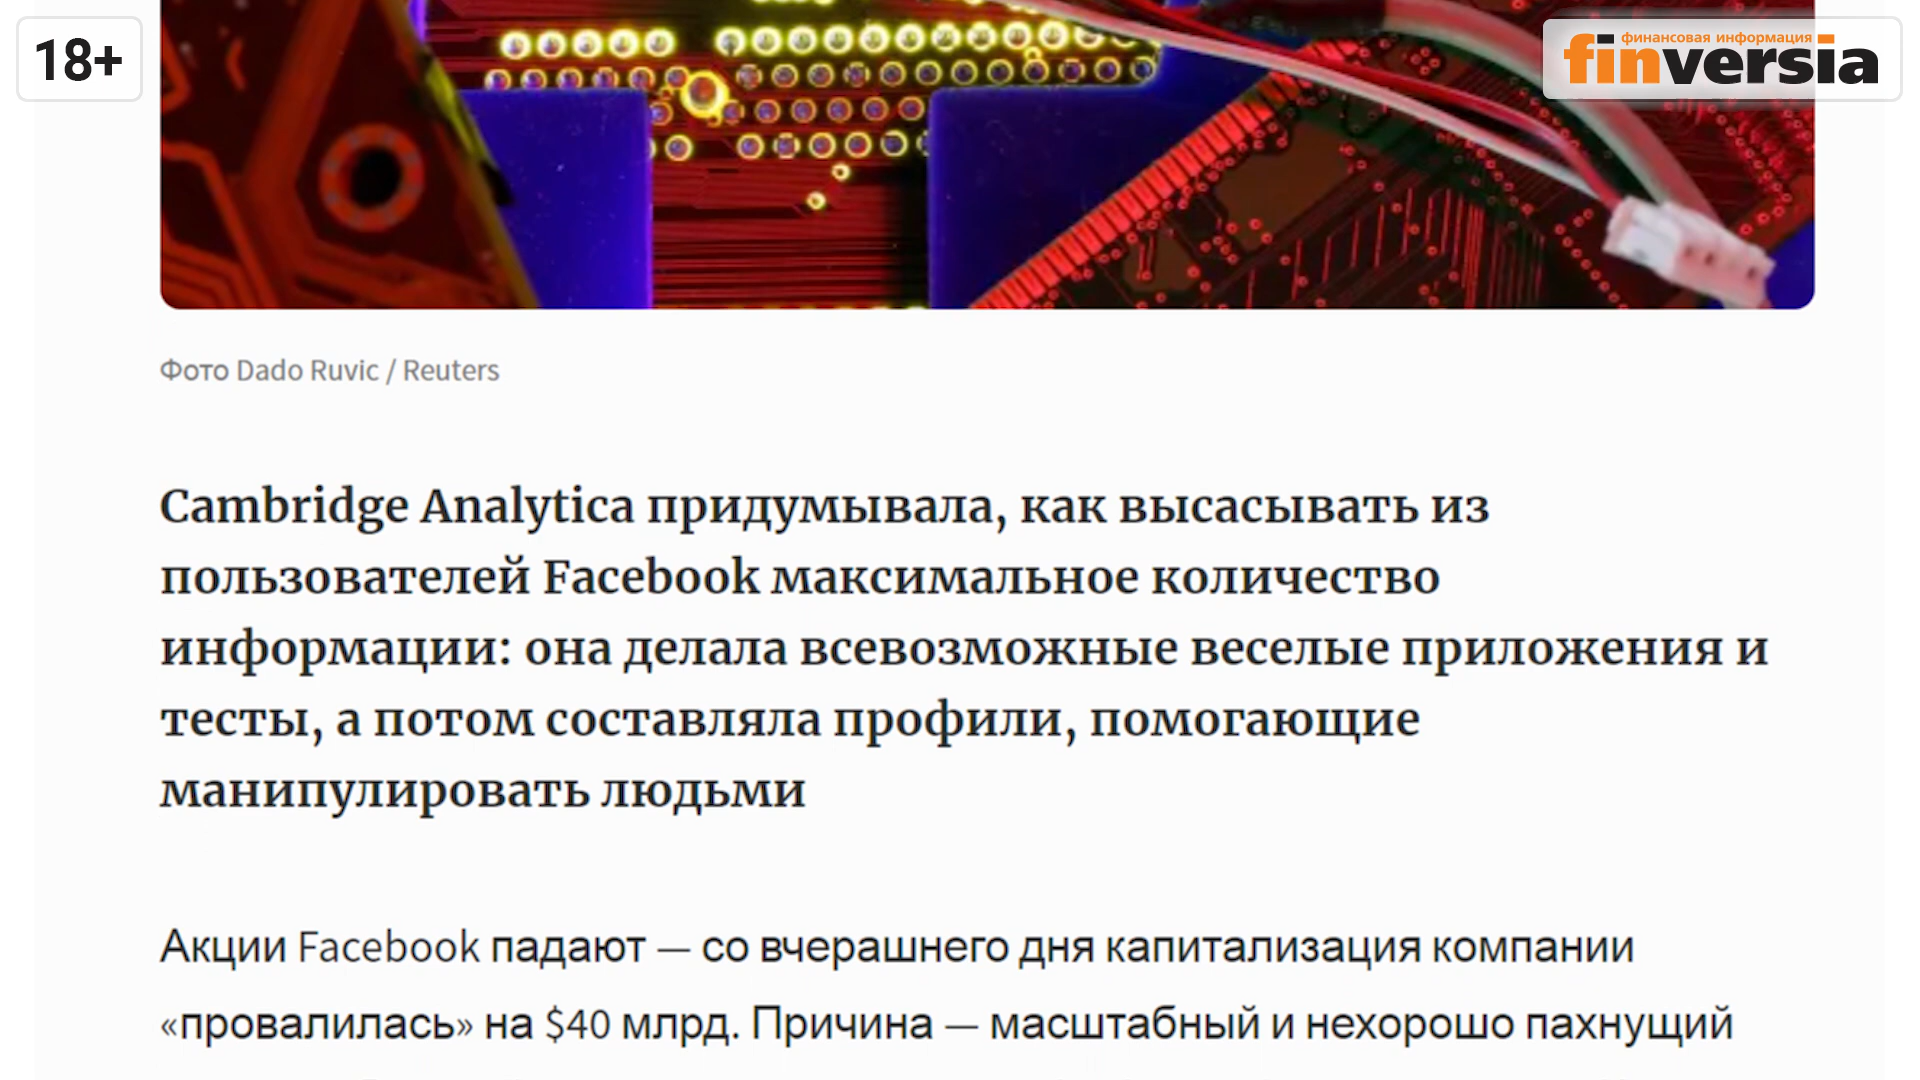 18+
финансовая информация
finversia
Фото Dado Ruvic / Reuters
Cambridge Analytica придумывала, как высасывать из
пользователей Facebook максимальное количество
информации: она делала всевозможные веселые приложения и
тесты, а потом составляла профили, помогающие
манипулировать людьми
Акции Facebook падают — со вчерашнего дня капитализация компании
«провалилась» на $40 млрд. Причина — масштабный и нехорошо пахнущий